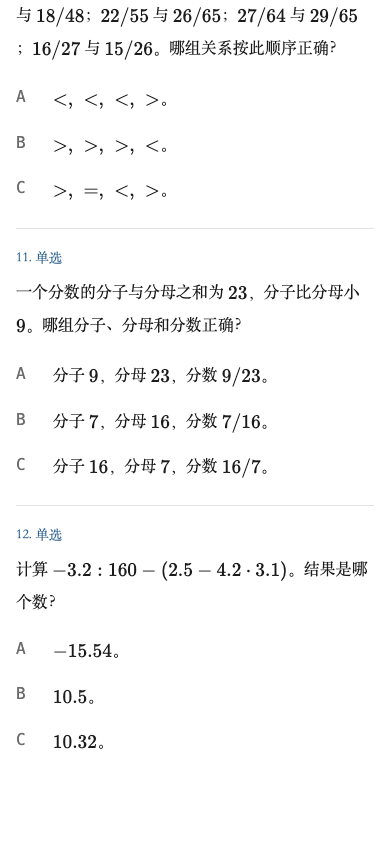 与 18/48；22/55 与 26/65；27/64 与 29/65
；16/27 与 15/26。哪组关系按此顺序正确？
A <, <, <, >。
B >, >, >, <。
C >, =, <, >。
11. 单选
一个分数的分子与分母之和为 23，分子比分母小
9。哪组分子、分母和分数正确？
A 分子 9，分母 23，分数 9/23。
B 分子 7，分母 16，分数 7/16。
C 分子 16，分母 7，分数 16/7。
12. 单选
计算 −3.2 : 160 − (2.5 − 4.2 · 3.1)。结果是哪
个数？
A −15.54。
B 10.5。
C 10.32。